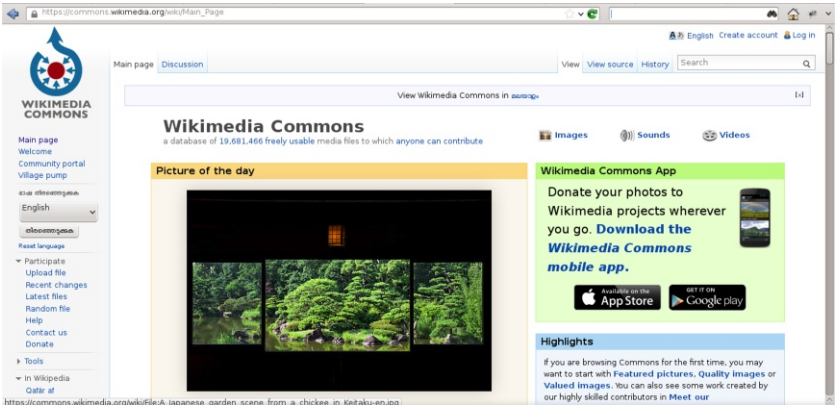 https://commons.wikimedia.org/wiki/Main_Page
English Create account Log in
Main page Discussion View View source History Search
View Wikimedia Commons in മലയാളം [x]
WIKIMEDIA
COMMONS
Wikimedia Commons
a database of 19,681,466 freely usable media files to which anyone can contribute
Images Sounds Videos
Main page
Welcome
Community portal
Village pump
ഭാഷ തിരഞ്ഞെടുക്കുക
English
തിരഞ്ഞെടുക്കുക
Reset language
Participate
Upload file
Recent changes
Latest files
Random file
Help
Contact us
Donate
Tools
In Wikipedia
Qafár af
Picture of the day
Wikimedia Commons App
Donate your photos to
Wikimedia projects wherever
you go. Download the
Wikimedia Commons
mobile app.
Available on the
App Store
GET IT ON
Google play
Highlights
If you are browsing Commons for the first time, you may
want to start with Featured pictures, Quality images or
Valued images. You can also see some work created by
our highly skilled contributors in Meet our
https://commons.wikimedia.org/wiki/File:A_Japanese_garden_scene_from_a_chickee_in_Keitaku-en.jpg